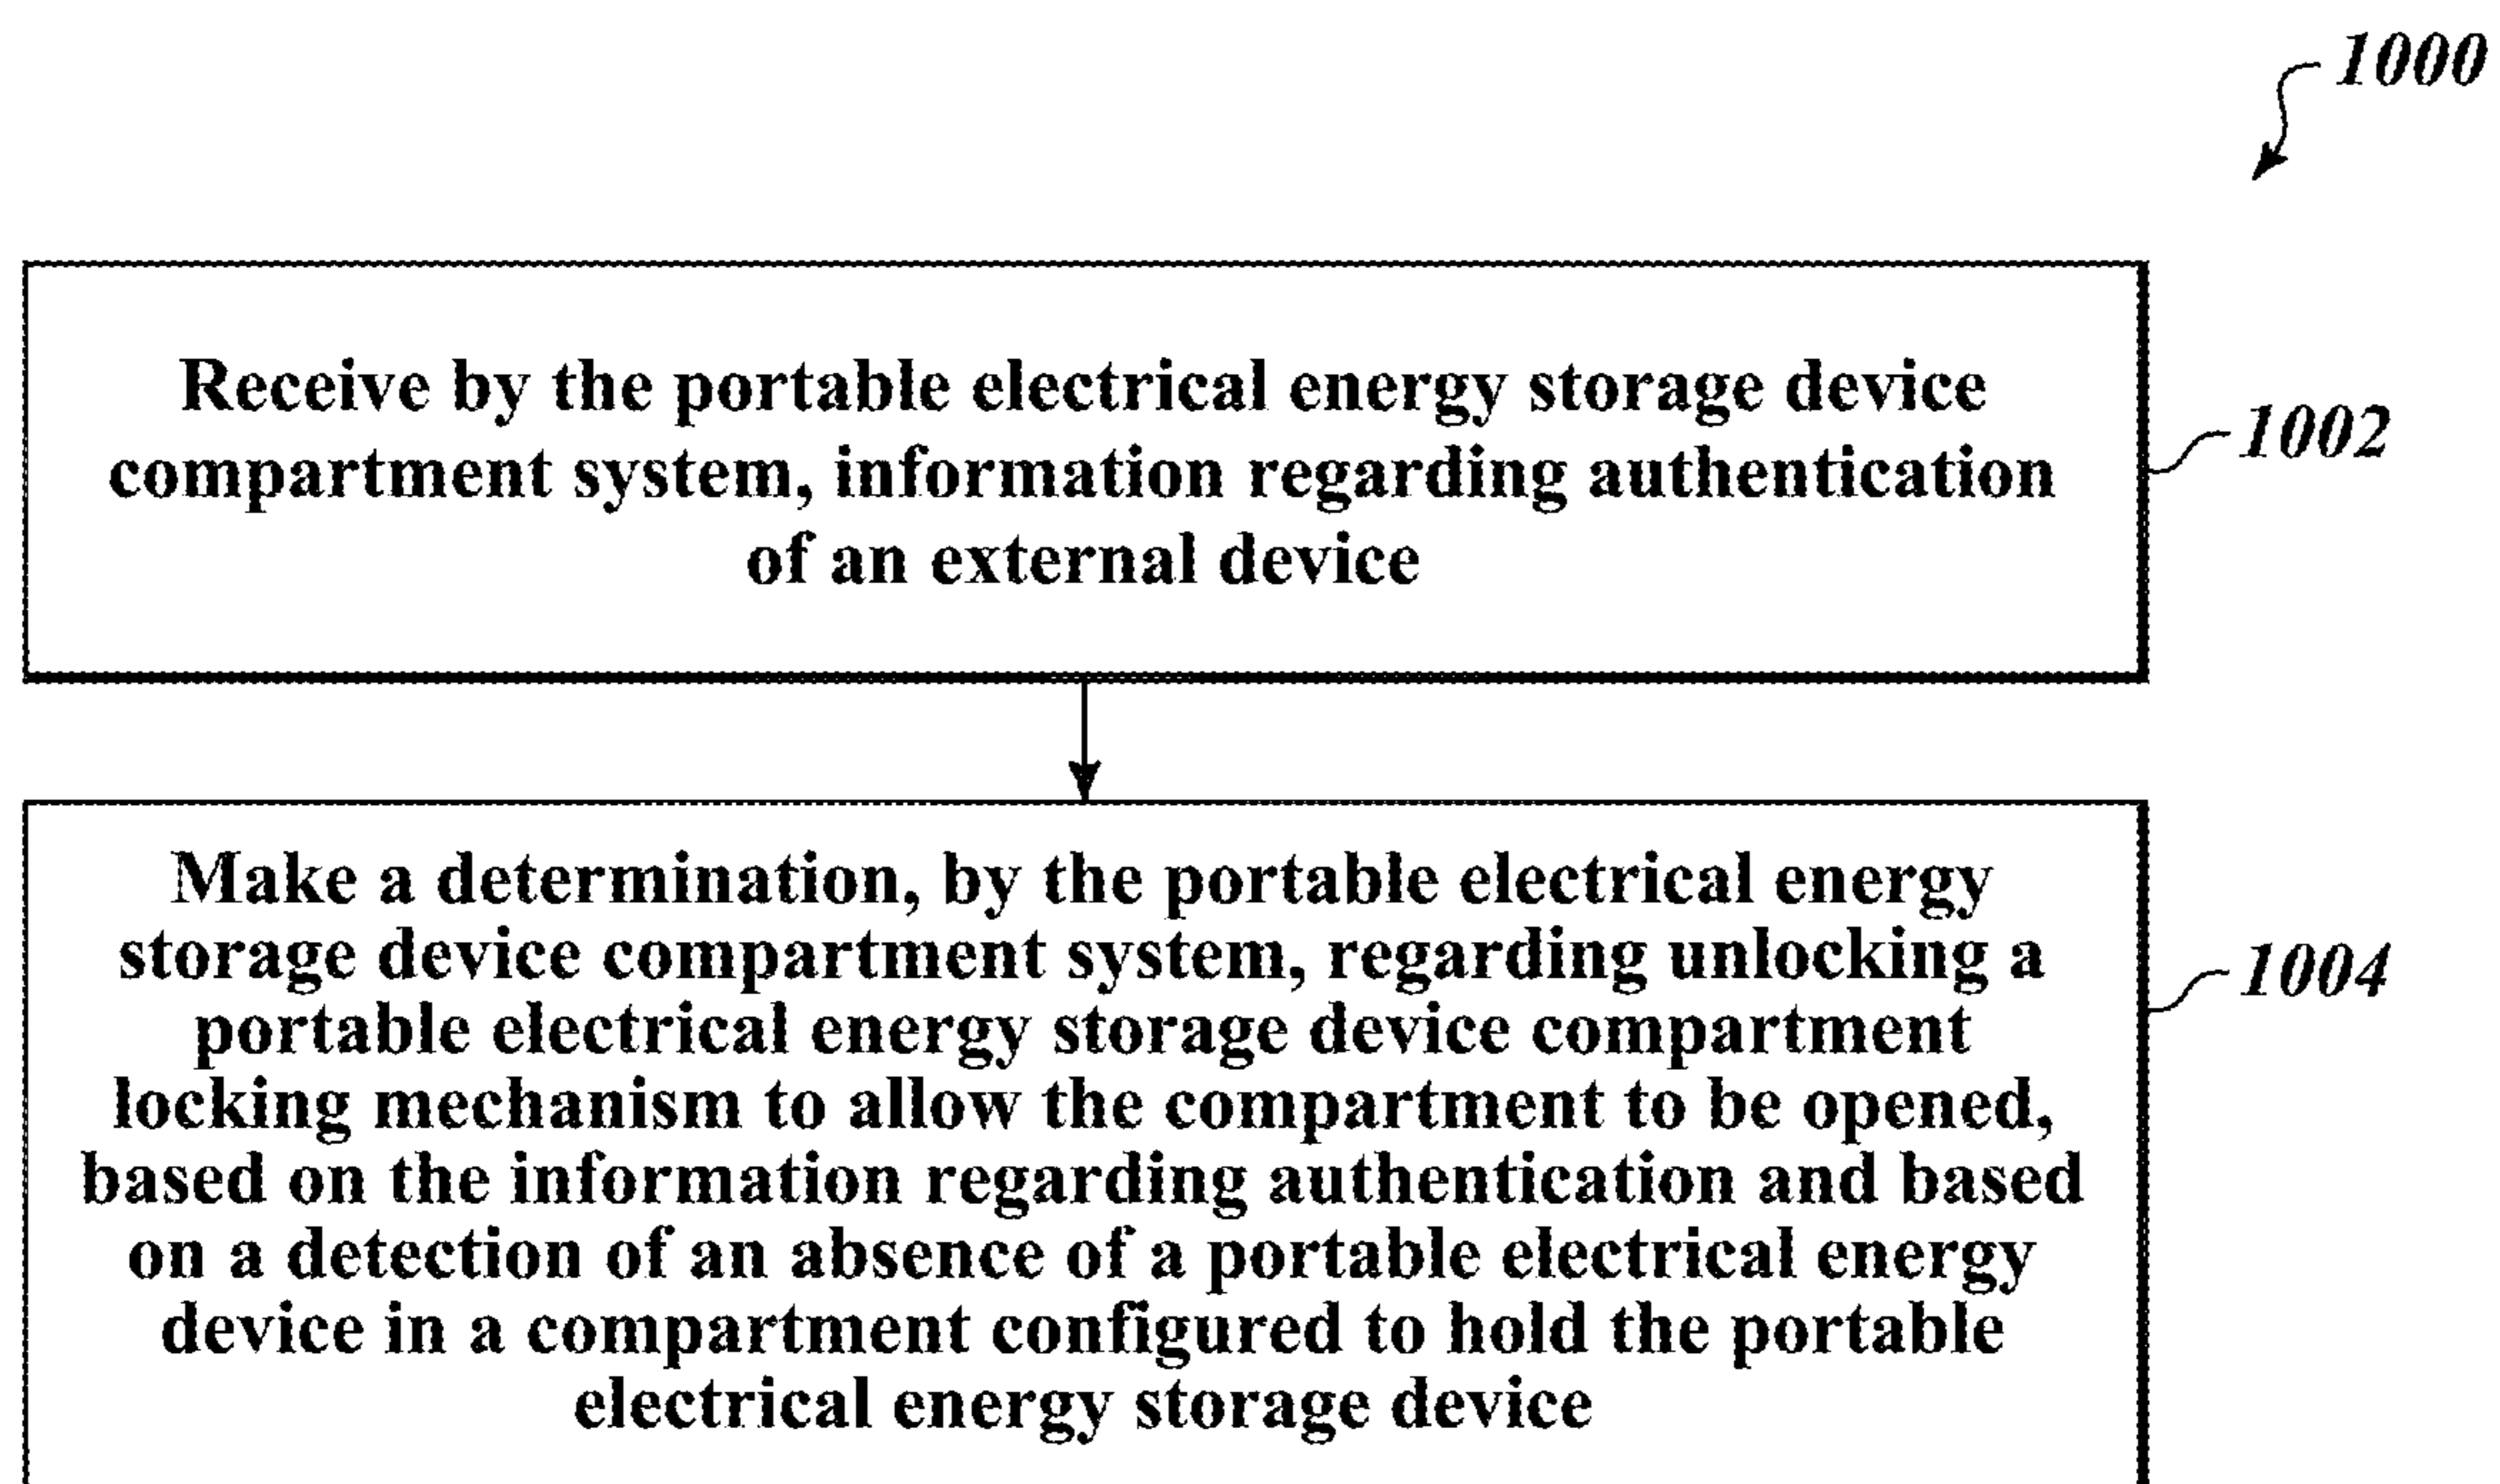 1000
Receive by the portable electrical energy storage device
compartment system, information regarding authentication
of an external device
1002
Make a determination, by the portable electrical energy
storage device compartment system, regarding unlocking a
portable electrical energy storage device compartment
locking mechanism to allow the compartment to be opened,
based on the information regarding authentication and based
on a detection of an absence of a portable electrical energy
device in a compartment configured to hold the portable
electrical energy storage device
1004